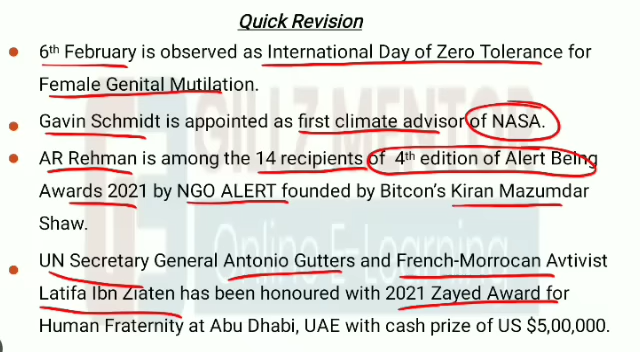 Quick Revision
6th February is observed as International Day of Zero Tolerance for
Female Genital Mutilation.
Gavin Schmidt is appointed as first climate advisor of NASA.
AR Rehman is among the 14 recipients of 4th edition of Alert Being
Awards 2021 by NGO ALERT founded by Bitcon's Kiran Mazumdar
Shaw.
UN Secretary General Antonio Gutters and French-Morrocan Avtivist
Latifa Ibn Ziaten has been honoured with 2021 Zayed Award for
Human Fraternity at Abu Dhabi, UAE with cash prize of US $5,00,000.
GILLZ MENTOR
Online E-Learning